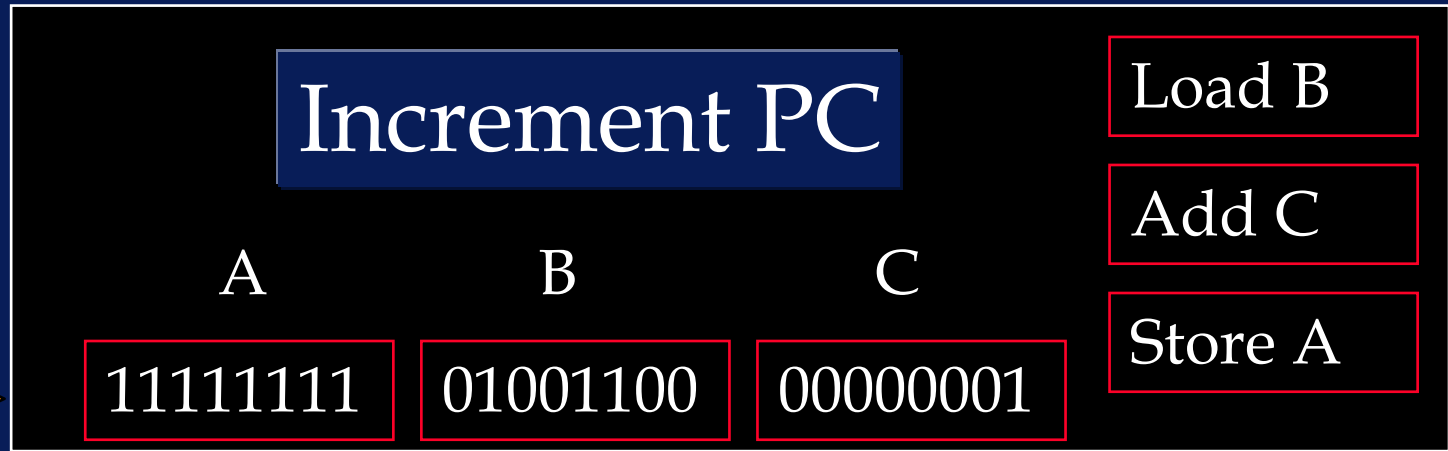 Increment PC
Load B
Add C
Store A
A B C
11111111 01001100 00000001